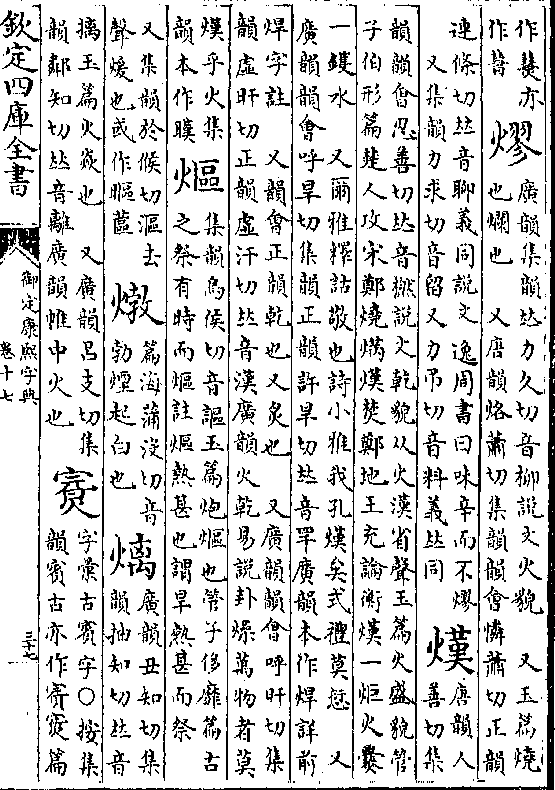 作亦
作
熮
廣韻集韻𠀤力久切音柳說文火貌　又玉篇燒
也爛也　又唐韻烙蕭切集韻韻會憐蕭切正韻
連條切𠀤音聊義同說文　逸周書曰味辛而不熮
又集韻力求切音留又力弔切音料義𠀤同
熯
唐韻人
善切集
韻韻會忍善切𠀤音橪說文乾貌从火漢省聲玉篇火盛貌管
子伯形篇楚人攻宋鄭燒焫熯焚鄭地王充論衡熯一炬火爨
一鑊水　又爾雅釋詁敬也詩小雅我孔熯矣式禮莫愆　又
廣韻韻會呼旱切集韻正韻許旱切𠀤音罕廣韻本作焊詳前
焊字註　又韻會正韻乾也又炙也　又廣韻韻會呼旰切集
韻虛旰切正韻虛汗切𠀤音漢廣韻火乾易說卦燥萬物者莫
熯乎火集
韻本作暵
熰
集韻烏侯切音謳玉篇炮熰也管子侈靡篇古
之祭有時而熰註熰熱甚也謂旱熱甚而祭
又集韻於候切漚去
聲煖也或作䐟蓲
燉
篇海蒲沒切音
勃煙起白也
𤌒
廣韻丑知切集
韻抽知切𠀤音
摛玉篇火焱也　又廣韻呂支切集
韻鄰知切𠀤音離廣韻帷中火也
字彙古賓字○按集
韻賓古亦作篇
欽定四庫全書
御定康熙字典
卷十七
三十七